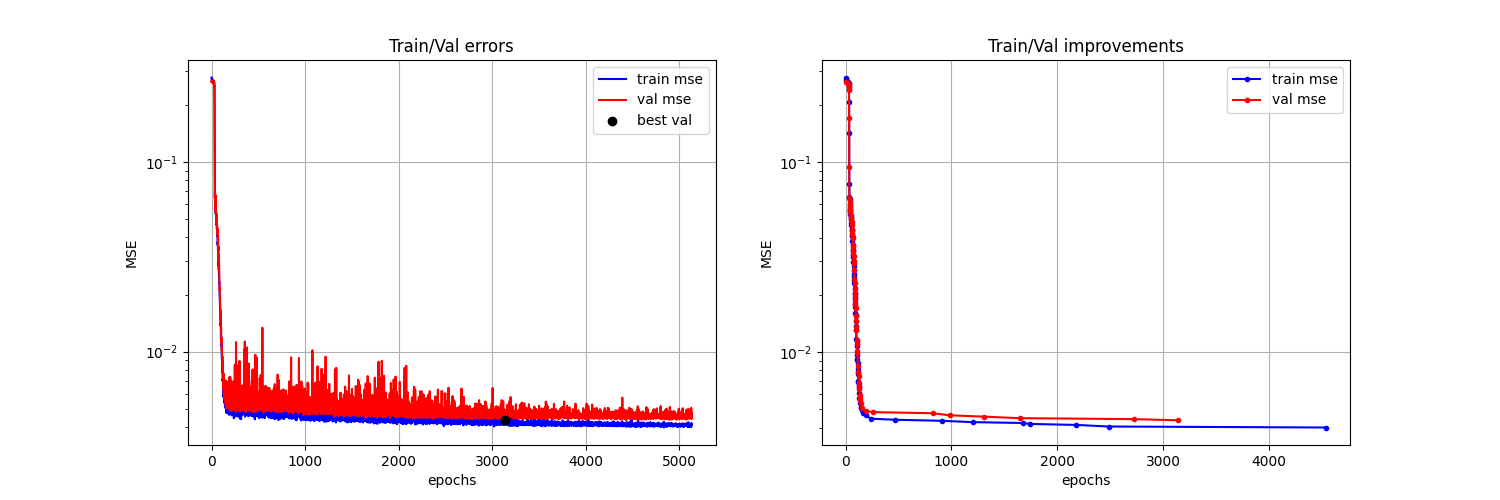 Train/Val errors
train mse
val mse
best val
10⁻¹
10⁻²
MSE
0 1000 2000 3000 4000 5000
epochs
Train/Val improvements
train mse
val mse
10⁻¹
10⁻²
MSE
0 1000 2000 3000 4000
epochs